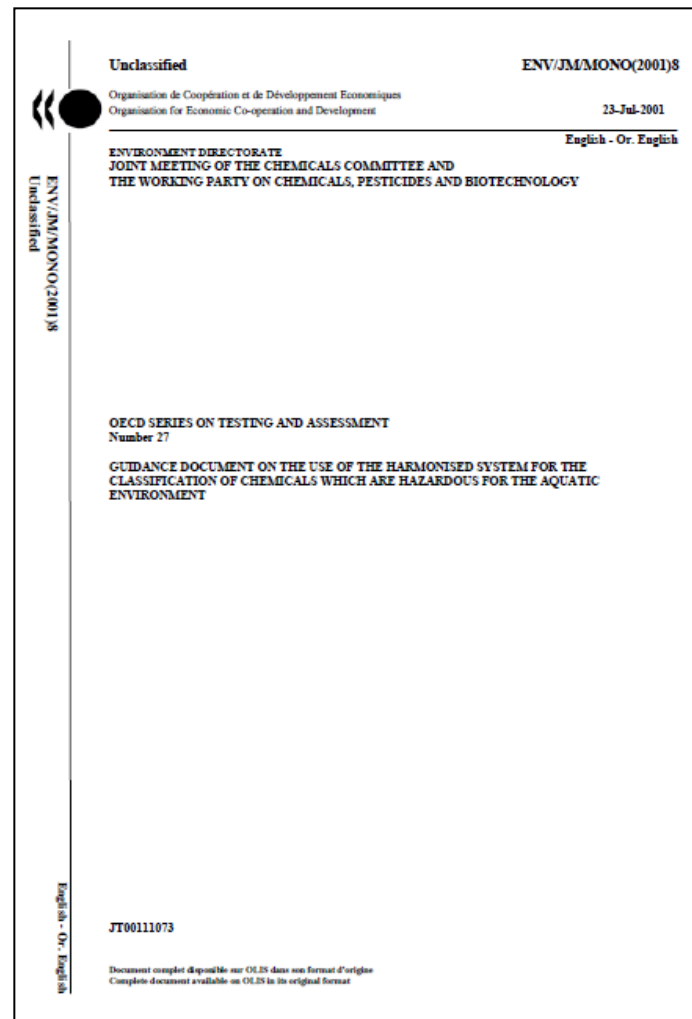 Unclassified
ENV/JM/MONO(2001)8
Organisation de Coopération et de Développement Economiques
Organisation for Economic Co-operation and Development
23-Jul-2001
English - Or. English
ENVIRONMENT DIRECTORATE
JOINT MEETING OF THE CHEMICALS COMMITTEE AND
THE WORKING PARTY ON CHEMICALS, PESTICIDES AND BIOTECHNOLOGY
ENV/JM/MONO(2001)8
Unclassified
OECD SERIES ON TESTING AND ASSESSMENT
Number 27
GUIDANCE DOCUMENT ON THE USE OF THE HARMONISED SYSTEM FOR THE
CLASSIFICATION OF CHEMICALS WHICH ARE HAZARDOUS FOR THE AQUATIC
ENVIRONMENT
English - Or. English
JT00111073
Document complet disponible sur OLIS dans son format d'origine
Complete document available on OLIS in its original format